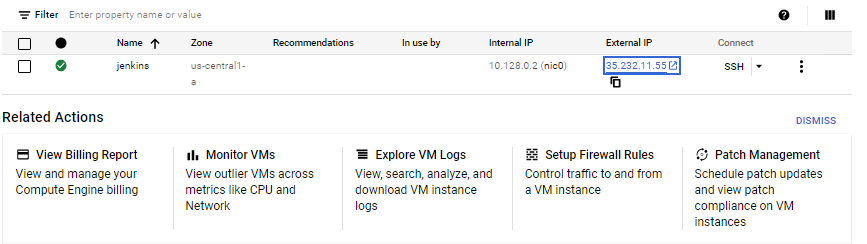 Filter Enter property name or value
Name Zone Recommendations In use by Internal IP External IP Connect
jenkins us-central1-a 10.128.0.2 (nic0) 35.232.11.55 SSH
Related Actions
DISMISS
View Billing Report
View and manage your
Compute Engine billing
Monitor VMs
View outlier VMs across
metrics like CPU and
Network
Explore VM Logs
View, search, analyze, and
download VM instance
logs
Setup Firewall Rules
Control traffic to and from
a VM instance
Patch Management
Schedule patch updates
and view patch
compliance on VM
instances